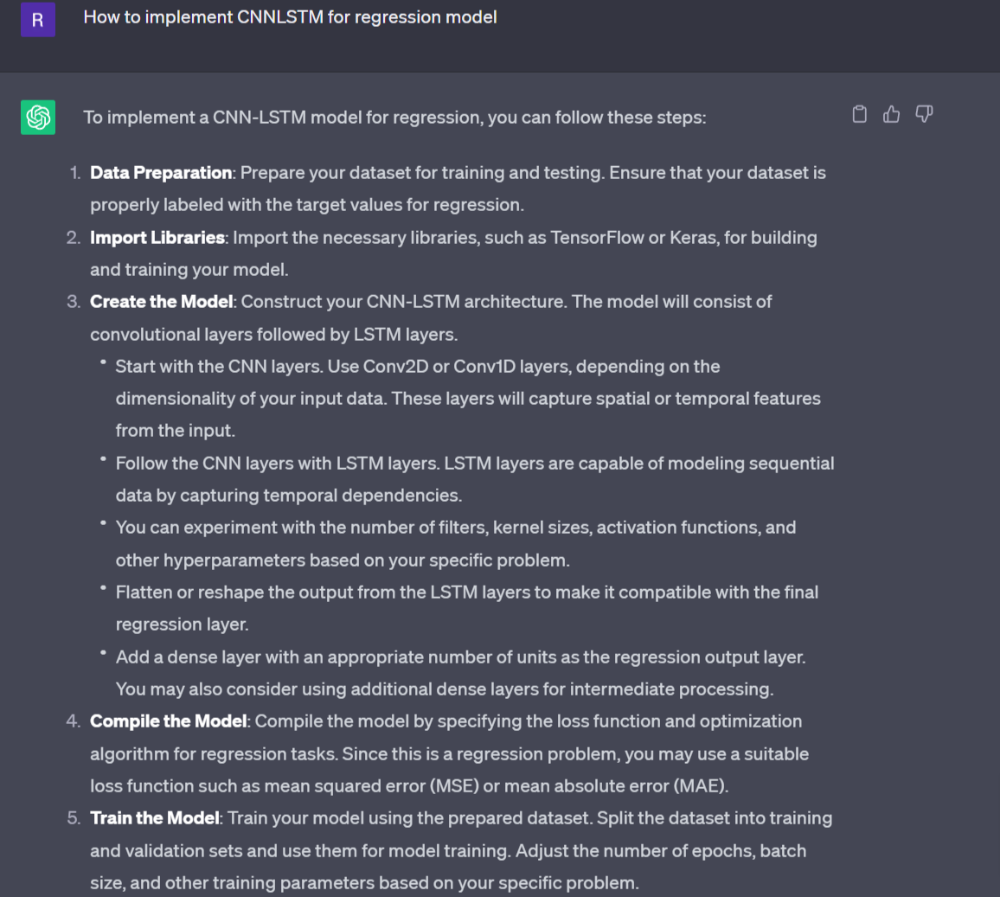 R
How to implement CNNLSTM for regression model
To implement a CNN-LSTM model for regression, you can follow these steps:
1. Data Preparation: Prepare your dataset for training and testing. Ensure that your dataset is
properly labeled with the target values for regression.
2. Import Libraries: Import the necessary libraries, such as TensorFlow or Keras, for building
and training your model.
3. Create the Model: Construct your CNN-LSTM architecture. The model will consist of
convolutional layers followed by LSTM layers.
• Start with the CNN layers. Use Conv2D or Conv1D layers, depending on the
dimensionality of your input data. These layers will capture spatial or temporal features
from the input.
• Follow the CNN layers with LSTM layers. LSTM layers are capable of modeling sequential
data by capturing temporal dependencies.
• You can experiment with the number of filters, kernel sizes, activation functions, and
other hyperparameters based on your specific problem.
• Flatten or reshape the output from the LSTM layers to make it compatible with the final
regression layer.
• Add a dense layer with an appropriate number of units as the regression output layer.
You may also consider using additional dense layers for intermediate processing.
4. Compile the Model: Compile the model by specifying the loss function and optimization
algorithm for regression tasks. Since this is a regression problem, you may use a suitable
loss function such as mean squared error (MSE) or mean absolute error (MAE).
5. Train the Model: Train your model using the prepared dataset. Split the dataset into training
and validation sets and use them for model training. Adjust the number of epochs, batch
size, and other training parameters based on your specific problem.